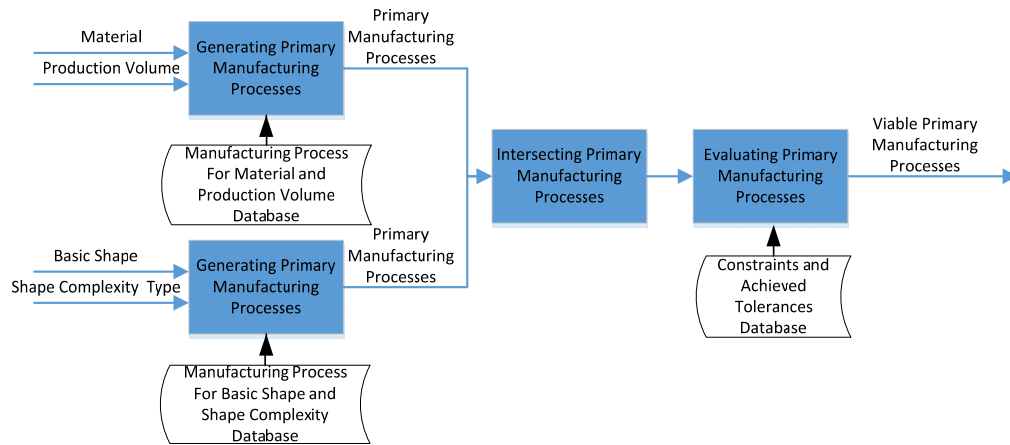 Material
Production Volume
Generating Primary
Manufacturing
Processes
Primary
Manufacturing
Processes
Manufacturing Process
For Material and
Production Volume
Database
Basic Shape
Shape Complexity Type
Generating Primary
Manufacturing
Processes
Primary
Manufacturing
Processes
Manufacturing Process
For Basic Shape and
Shape Complexity
Database
Intersecting Primary
Manufacturing
Processes
Evaluating Primary
Manufacturing
Processes
Constraints and
Achieved
Tolerances
Database
Viable Primary
Manufacturing
Processes